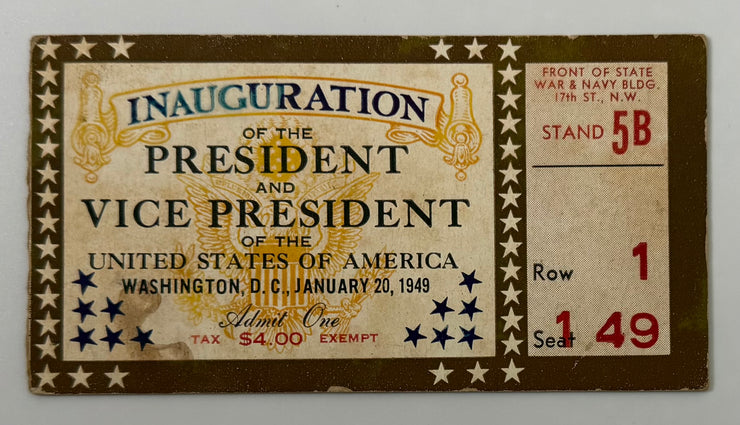 INAUGURATION
OF THE
PRESIDENT
AND
VICE PRESIDENT
OF THE
UNITED STATES OF AMERICA
WASHINGTON, D.C., JANUARY 20, 1949
Admit One
TAX $4.00 EXEMPT
FRONT OF STATE
WAR & NAVY BLDG.
17th ST., N.W.
STAND 5B
Row 1
Seat 149